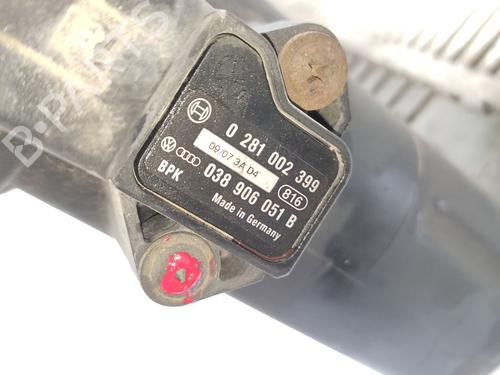 B-PARTS
0 281 002 399
09/07 3A D4
816
038 906 051 B
BPK
Made in Germany